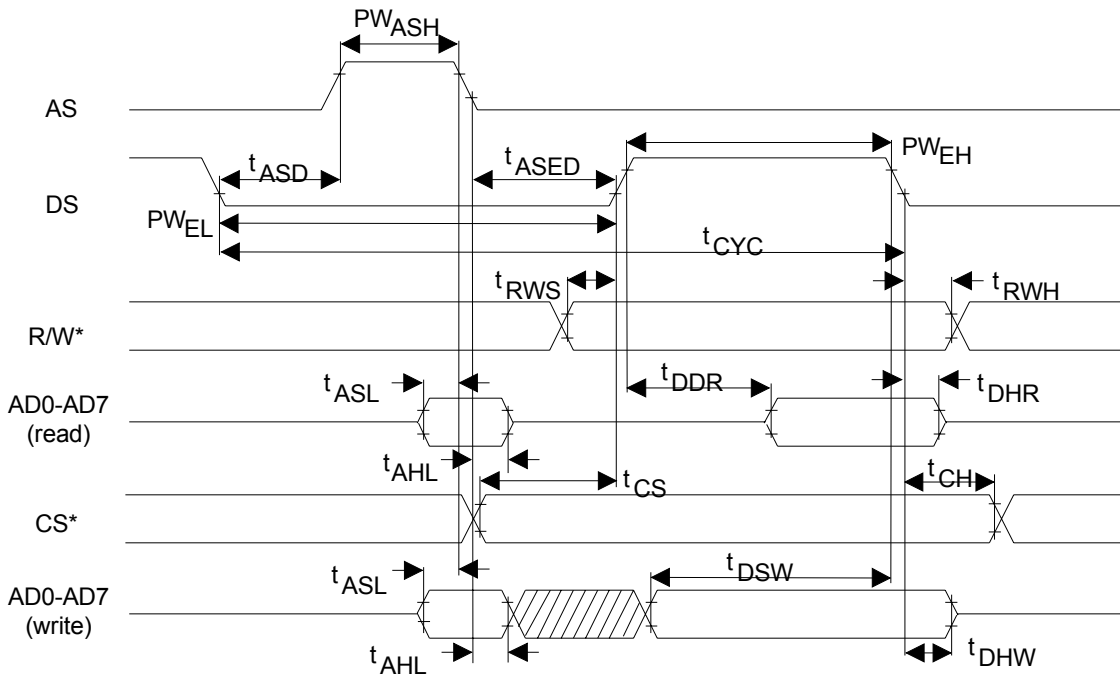 PWASH
AS
tASD
tASED
PWEH
DS
PWEL
tCYC
tRWS
tRWH
R/W*
tASL
tDDR
tDHR
AD0-AD7
(read)
tAHL
tCS
tCH
CS*
tASL
tDSW
AD0-AD7
(write)
tAHL
tDHW